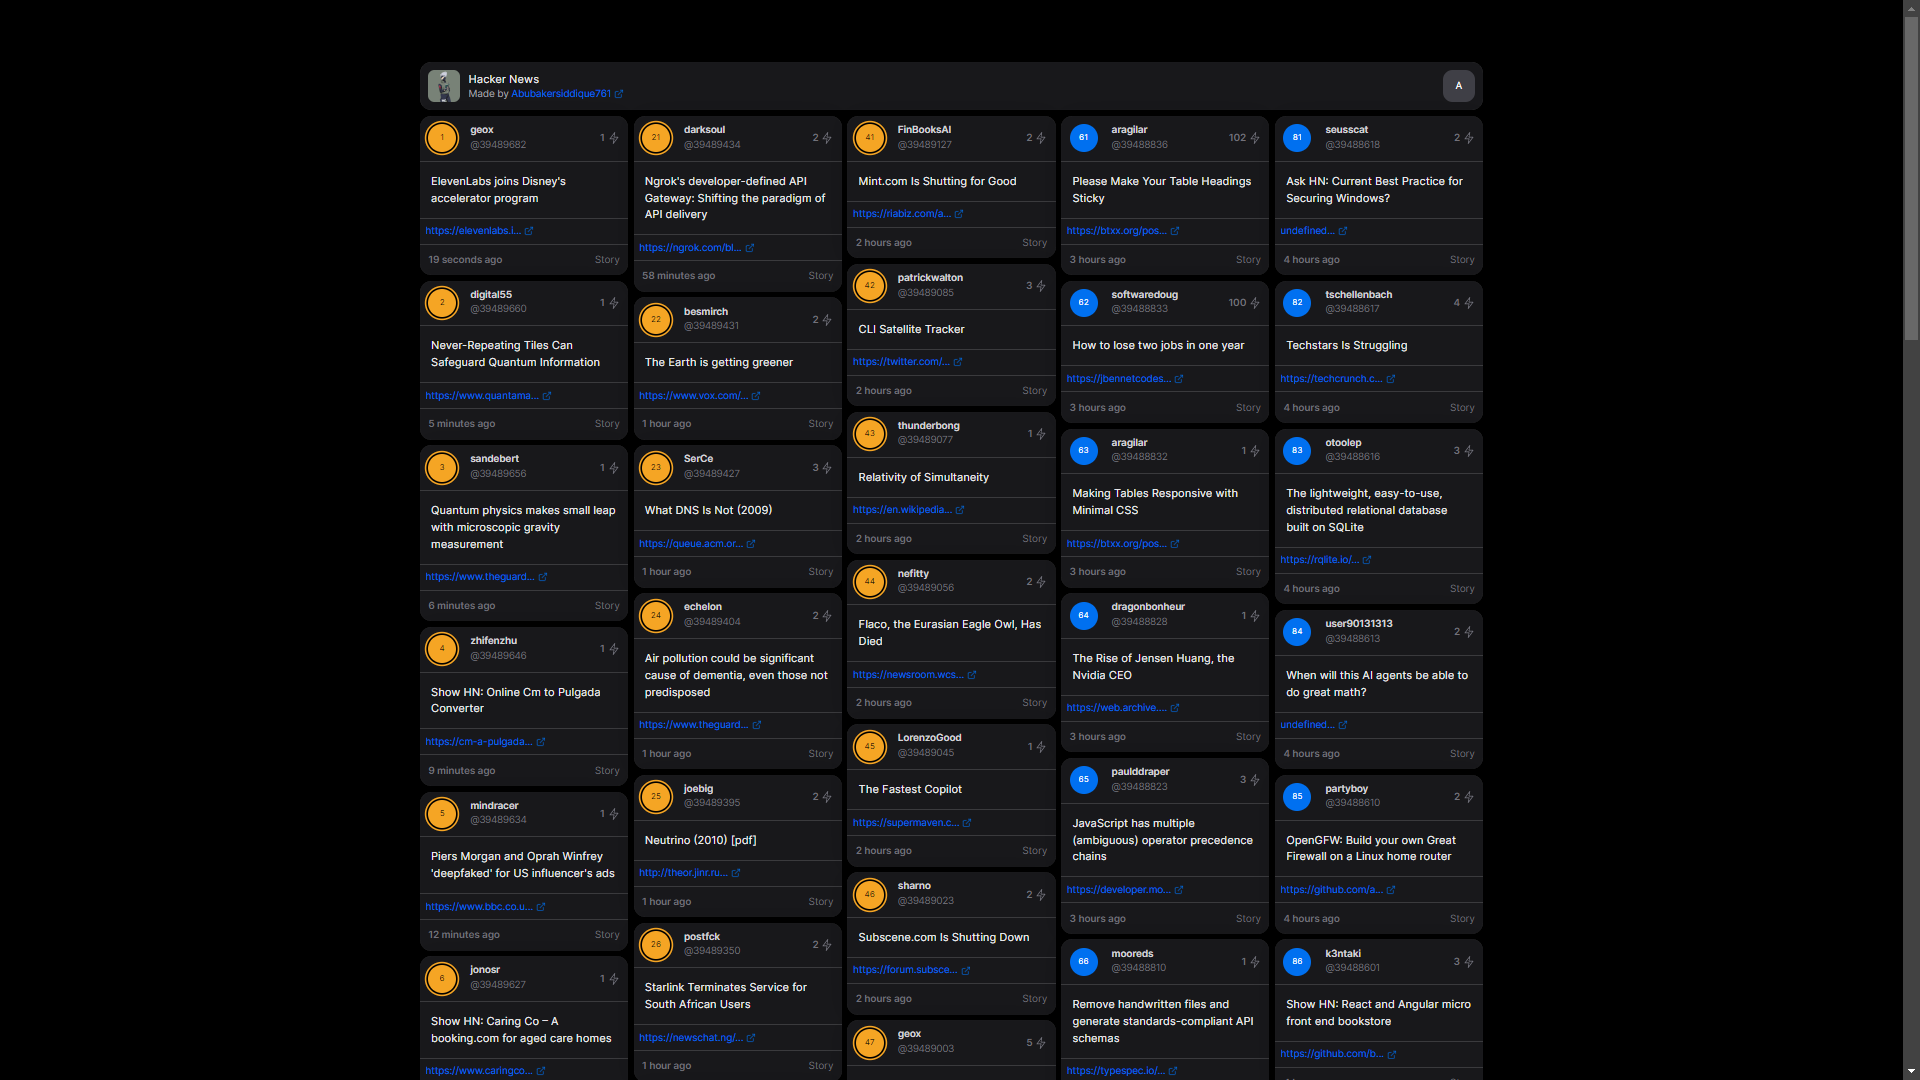 Hacker News
Made by Abubakersiddique761
A
1
geox
@39489682
1
ElevenLabs joins Disney's
accelerator program
https://elevenlabs.i...
19 seconds ago
Story
2
digital55
@39489660
1
Never-Repeating Tiles Can
Safeguard Quantum Information
https://www.quantama...
5 minutes ago
Story
3
sandebert
@39489656
1
Quantum physics makes small leap
with microscopic gravity
measurement
https://www.theguard...
6 minutes ago
Story
4
zhifenzhu
@39489646
1
Show HN: Online Cm to Pulgada
Converter
https://cm-a-pulgada...
9 minutes ago
Story
5
mindracer
@39489634
1
Piers Morgan and Oprah Winfrey
'deepfaked' for US influencer's ads
https://www.bbc.co.u...
12 minutes ago
Story
6
jonosr
@39489627
1
Show HN: Caring Co – A
booking.com for aged care homes
https://www.caringco...
21
darksoul
@39489434
2
Ngrok's developer-defined API
Gateway: Shifting the paradigm of
API delivery
https://ngrok.com/bl...
58 minutes ago
Story
22
besmirch
@39489431
2
The Earth is getting greener
https://www.vox.com/...
1 hour ago
Story
23
SerCe
@39489427
3
What DNS Is Not (2009)
https://queue.acm.or...
1 hour ago
Story
24
echelon
@39489404
2
Air pollution could be significant
cause of dementia, even those not
predisposed
https://www.theguard...
1 hour ago
Story
25
joebig
@39489395
2
Neutrino (2010) [pdf]
http://theor.jinr.ru...
1 hour ago
Story
26
postfck
@39489350
2
Starlink Terminates Service for
South African Users
https://newschat.ng/...
1 hour ago
Story
41
FinBooksAI
@39489127
2
Mint.com Is Shutting for Good
https://riabiz.com/a...
2 hours ago
Story
42
patrickwalton
@39489085
3
CLI Satellite Tracker
https://twitter.com/...
2 hours ago
Story
43
thunderbong
@39489077
1
Relativity of Simultaneity
https://en.wikipedia...
2 hours ago
Story
44
nefitty
@39489056
2
Flaco, the Eurasian Eagle Owl, Has
Died
https://newsroom.wcs...
2 hours ago
Story
45
LorenzoGood
@39489045
1
The Fastest Copilot
https://supermaven.c...
2 hours ago
Story
46
sharno
@39489023
2
Subscene.com Is Shutting Down
https://forum.subsce...
2 hours ago
Story
47
geox
@39489003
5
61
aragilar
@39488836
102
Please Make Your Table Headings
Sticky
https://btxx.org/pos...
3 hours ago
Story
62
softwaredoug
@39488833
100
How to lose two jobs in one year
https://jbennetcodes...
3 hours ago
Story
63
aragilar
@39488832
1
Making Tables Responsive with
Minimal CSS
https://btxx.org/pos...
3 hours ago
Story
64
dragonbonheur
@39488828
1
The Rise of Jensen Huang, the
Nvidia CEO
https://web.archive....
3 hours ago
Story
65
paulddraper
@39488823
3
JavaScript has multiple
(ambiguous) operator precedence
chains
https://developer.mo...
3 hours ago
Story
66
mooreds
@39488810
1
Remove handwritten files and
generate standards-compliant API
schemas
https://typespec.io/...
81
seusscat
@39488618
2
Ask HN: Current Best Practice for
Securing Windows?
undefined...
4 hours ago
Story
82
tschellenbach
@39488617
4
Techstars Is Struggling
https://techcrunch.c...
4 hours ago
Story
83
otoolep
@39488616
3
The lightweight, easy-to-use,
distributed relational database
built on SQLite
https://rqlite.io/...
4 hours ago
Story
84
user90131313
@39488613
2
When will this AI agents be able to
do great math?
undefined...
4 hours ago
Story
85
partyboy
@39488610
2
OpenGFW: Build your own Great
Firewall on a Linux home router
https://github.com/a...
4 hours ago
Story
86
k3ntaki
@39488601
3
Show HN: React and Angular micro
front end bookstore
https://github.com/b...